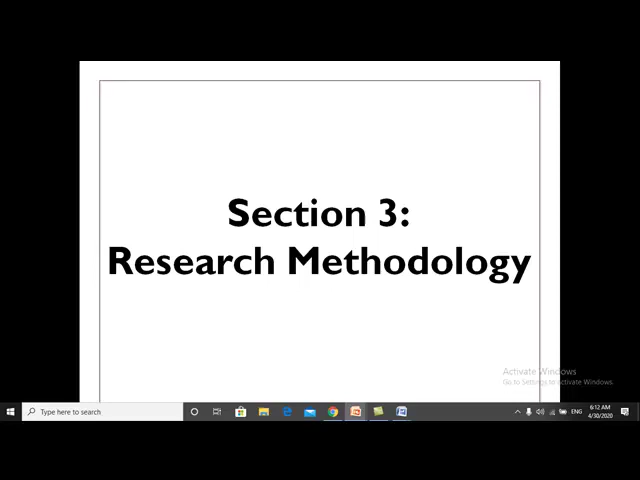 Section 3:
Research Methodology
Activate Windows
Go to Settings to activate Windows.
Type here to search
ENG
6:12 AM
4/30/2020